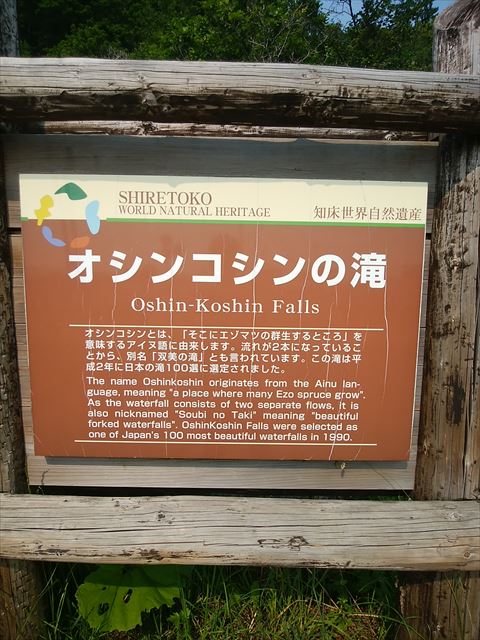 SHIRETOKO
WORLD NATURAL HERITAGE
知床世界自然遺産
オシンコシンの滝
Oshin-Koshin Falls
オシンコシンとは、「そこにエゾマツの群生するところ」を
意味するアイヌ語に由来します。流れが2本になっているこ
とから、別名「双美の滝」とも言われています。この滝は平
成2年に日本の滝100選に選定されました。
The name Oshinkoshin originates from the Ainu lan-
guage, meaning "a place where many Ezo spruce grow".
As the waterfall consists of two separate flows, it is
also nicknamed "Soubi no Taki" meaning "beautiful
forked waterfalls". OshinKoshin Falls were selected as
one of Japan's 100 most beautiful waterfalls in 1990.